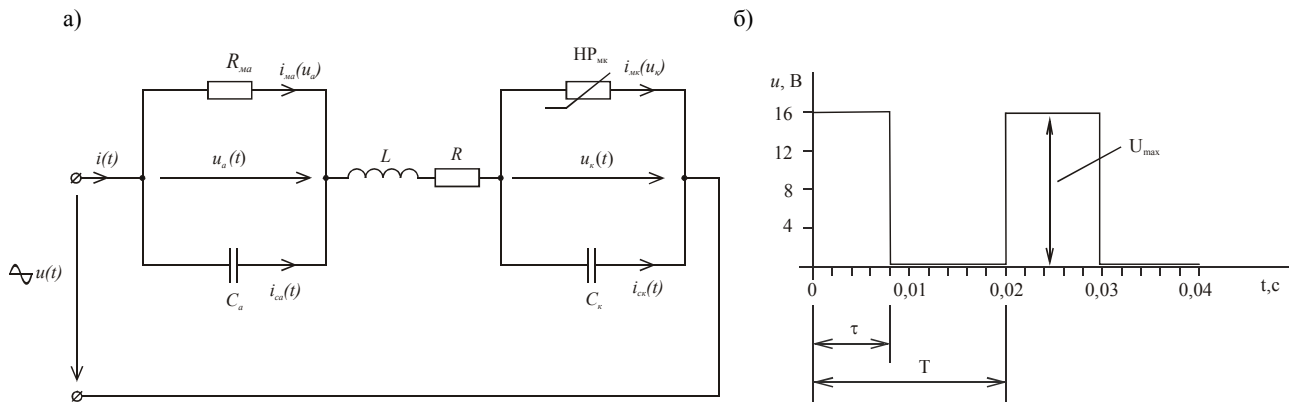 а)
R_ма
i_ма(u_а)
НР_мк
i_мк(u_к)
i(t)
u_а(t)
L
R
u_к(t)
u(t)
C_а
i_са(t)
C_к
i_ск(t)
б)
u, В
16
12
8
4
U_max
0
0,01
0,02
0,03
0,04
t,с
τ
T